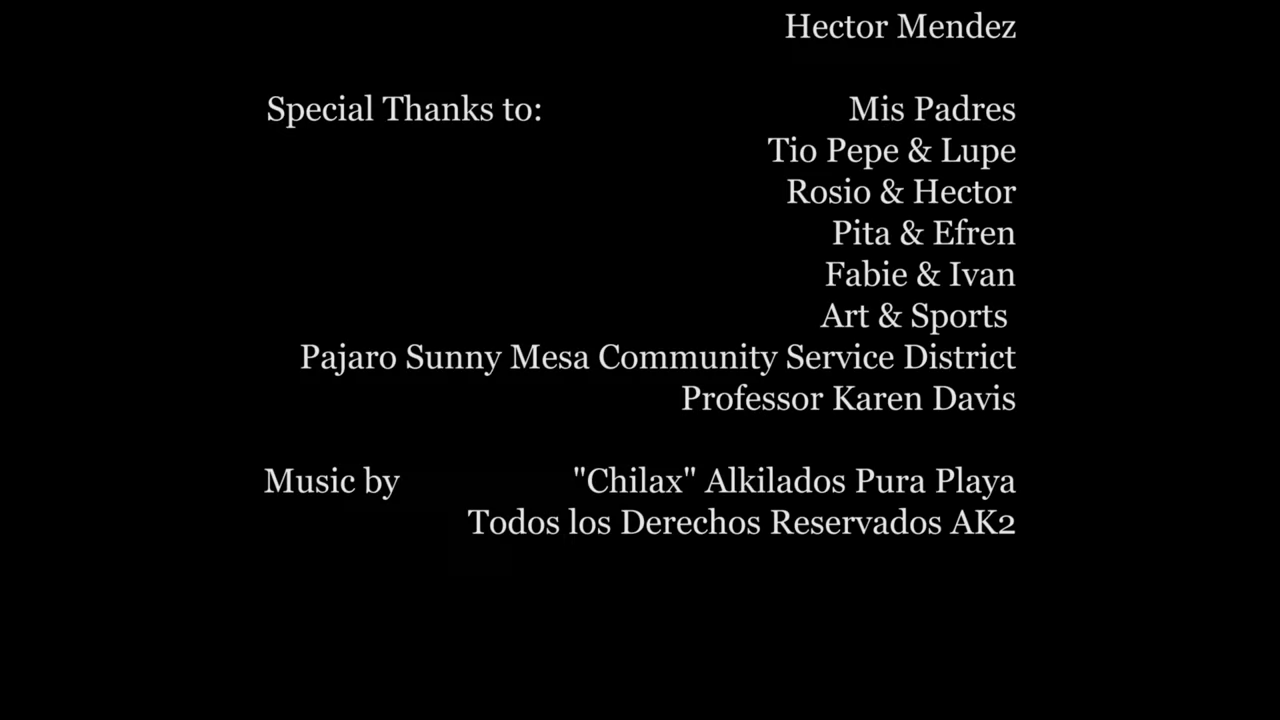 Hector Mendez
Special Thanks to: Mis Padres
Tio Pepe & Lupe
Rosio & Hector
Pita & Efren
Fabie & Ivan
Art & Sports
Pajaro Sunny Mesa Community Service District
Professor Karen Davis
Music by "Chilax" Alkilados Pura Playa
Todos los Derechos Reservados AK2